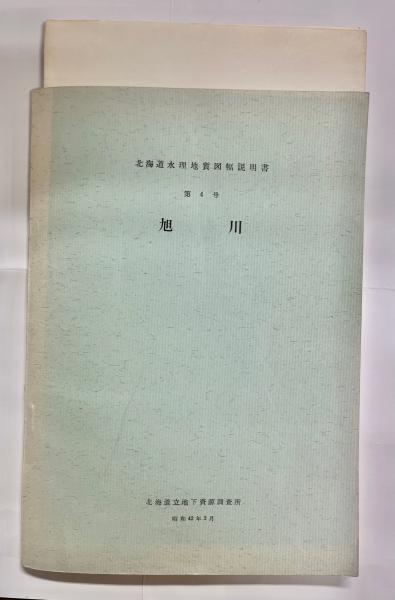 北海道水理地質図幅説明書
第4号
旭川
北海道立地下資源調査所
昭和42年3月